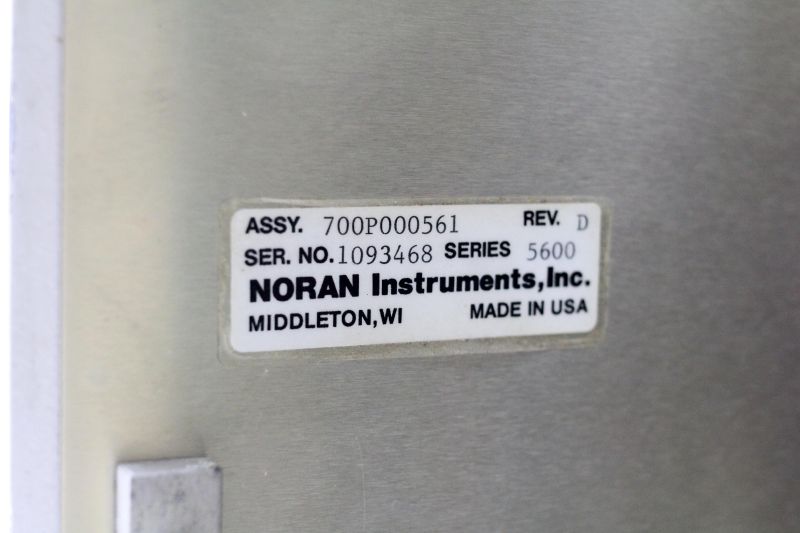 ASSY. 700P000561 REV. D
SER. NO. 1093468 SERIES 5600
NORAN Instruments, Inc.
MIDDLETON, WI MADE IN USA